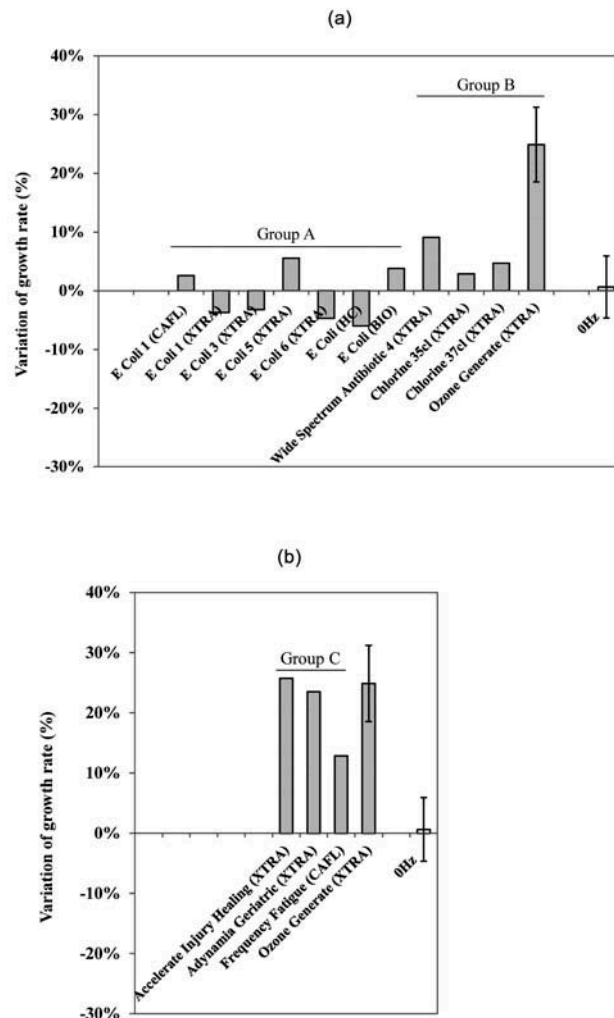 (a)
40%
30%
20%
10%
0%
-10%
-20%
-30%
Variation of growth rate (%)
Group A
Group B
E Coli 1 (CAFL)
E Coli 1 (XTRA)
E Coli 3 (XTRA)
E Coli 5 (XTRA)
E Coli 6 (XTRA)
E Coli (HC)
E Coli (BIO)
Wide Spectrum Antibiotic 4 (XTRA)
Chlorine 35cl (XTRA)
Chlorine 37cl (XTRA)
Ozone Generate (XTRA)
0Hz
(b)
40%
30%
20%
10%
0%
-10%
-20%
-30%
Variation of growth rate (%)
Group C
Accelerate Injury Healing (XTRA)
Adynamia Geriatric (XTRA)
Frequency Fatigue (CAFL)
Ozone Generate (XTRA)
0Hz